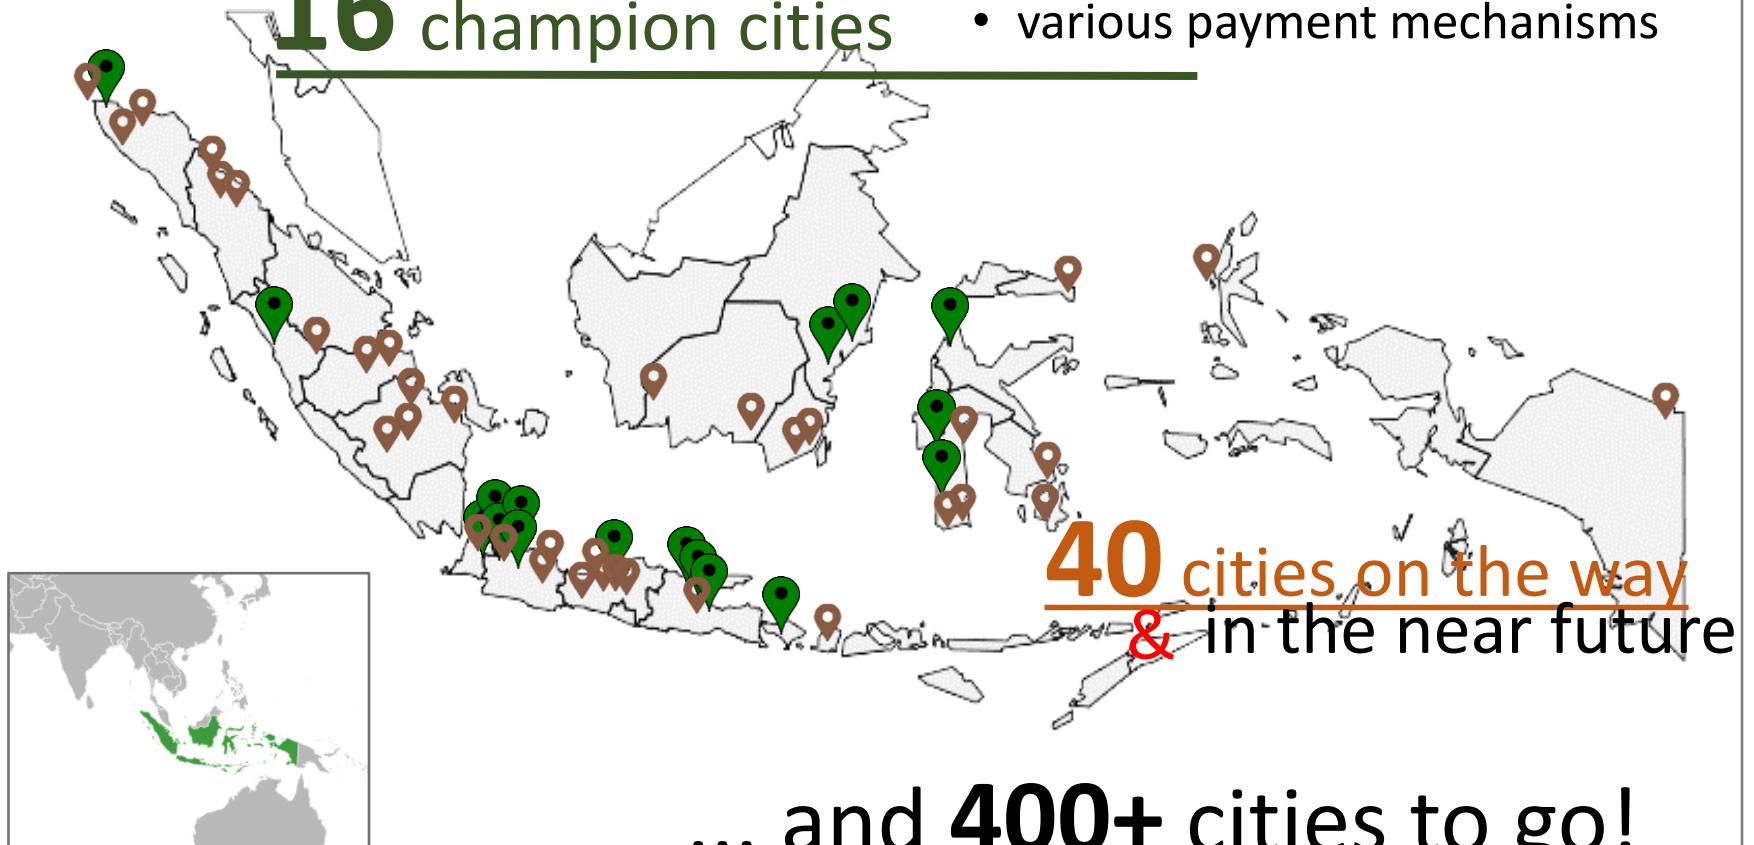 16 champion cities
• various payment mechanisms
40 cities on the way
& in the near future
... and 400+ cities to go!